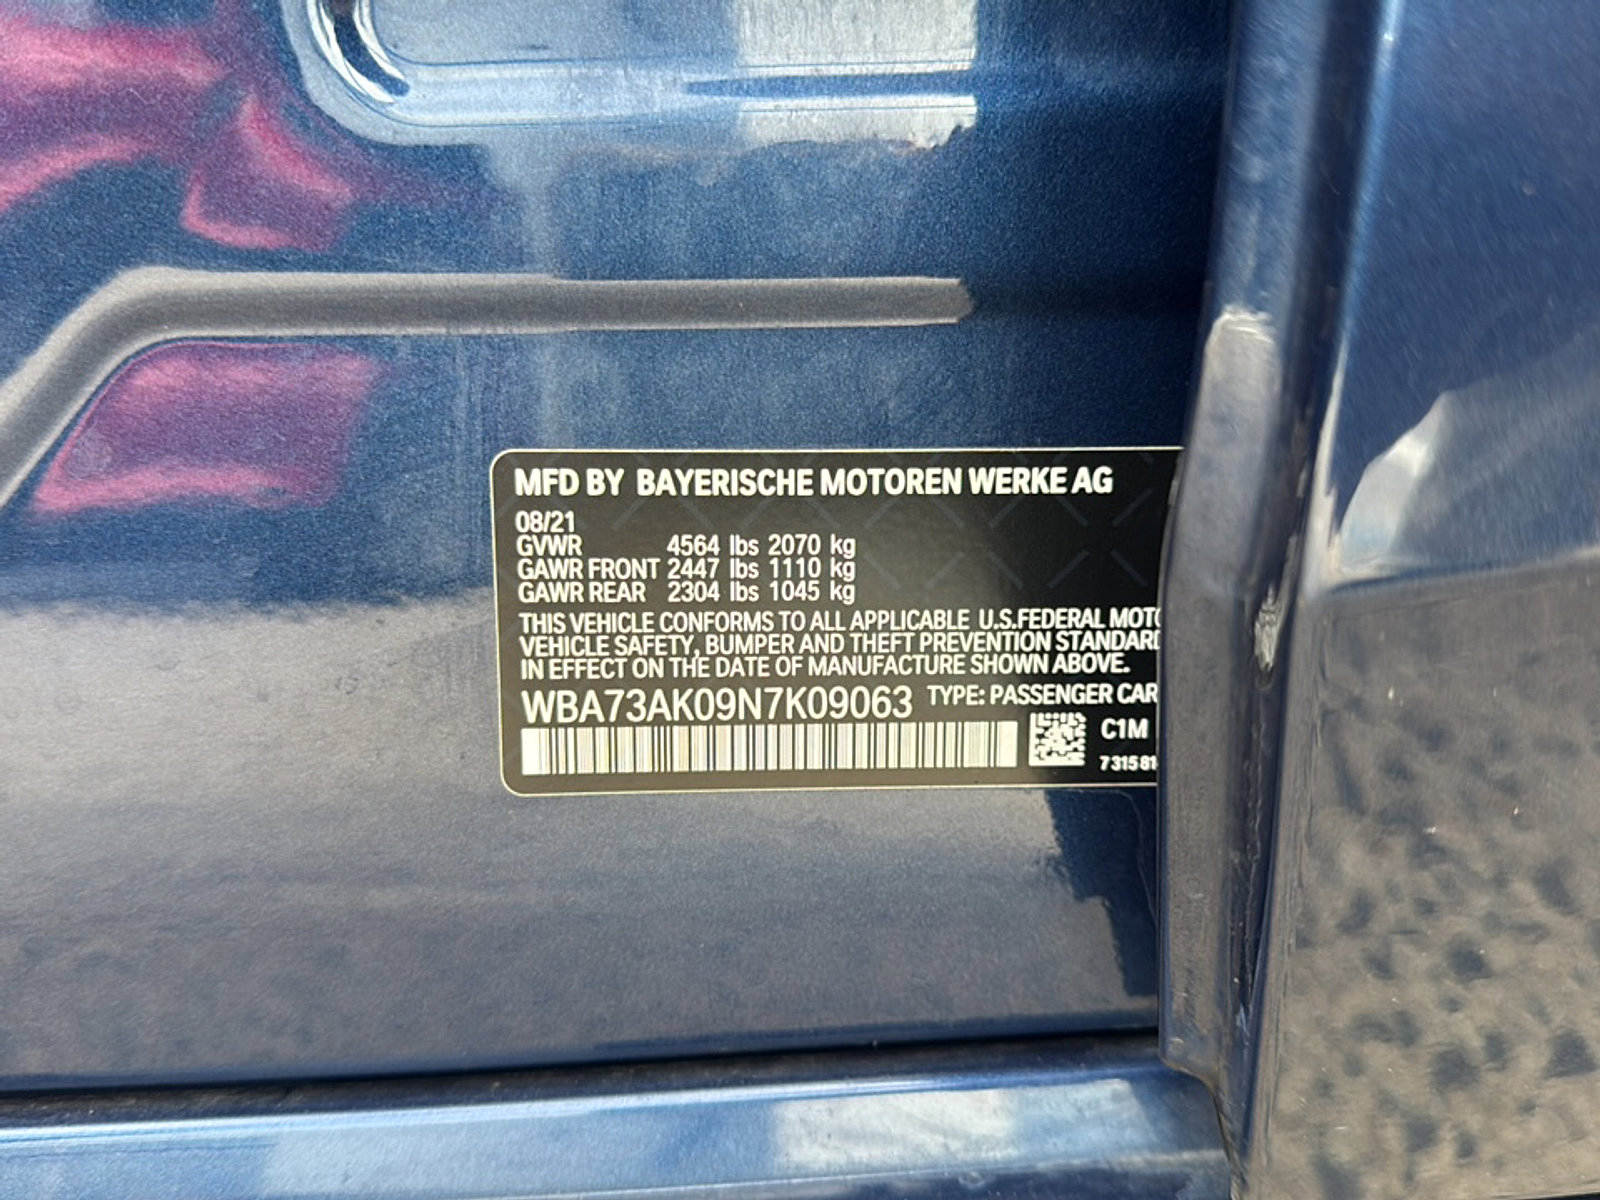 MFD BY BAYERISCHE MOTOREN WERKE AG
08/21
GVWR 4564 lbs 2070 kg
GAWR FRONT 2447 lbs 1110 kg
GAWR REAR 2304 lbs 1045 kg
THIS VEHICLE CONFORMS TO ALL APPLICABLE U.S.FEDERAL MOTO
VEHICLE SAFETY, BUMPER AND THEFT PREVENTION STANDARD
IN EFFECT ON THE DATE OF MANUFACTURE SHOWN ABOVE.
WBA73AK09N7K09063 TYPE: PASSENGER CAR
C1M
731581